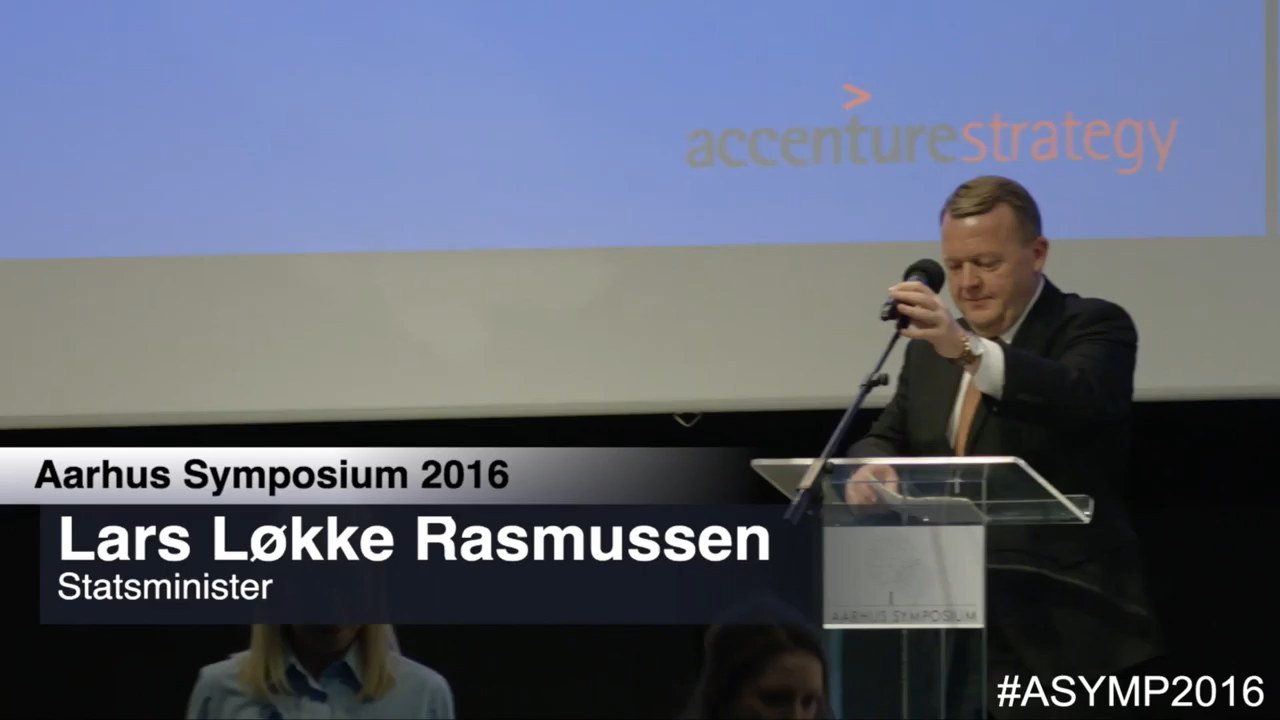 accenturestrategy
Aarhus Symposium 2016
Lars Løkke Rasmussen
Statsminister
AARHUS SYMPOSIUM
#ASYMP2016